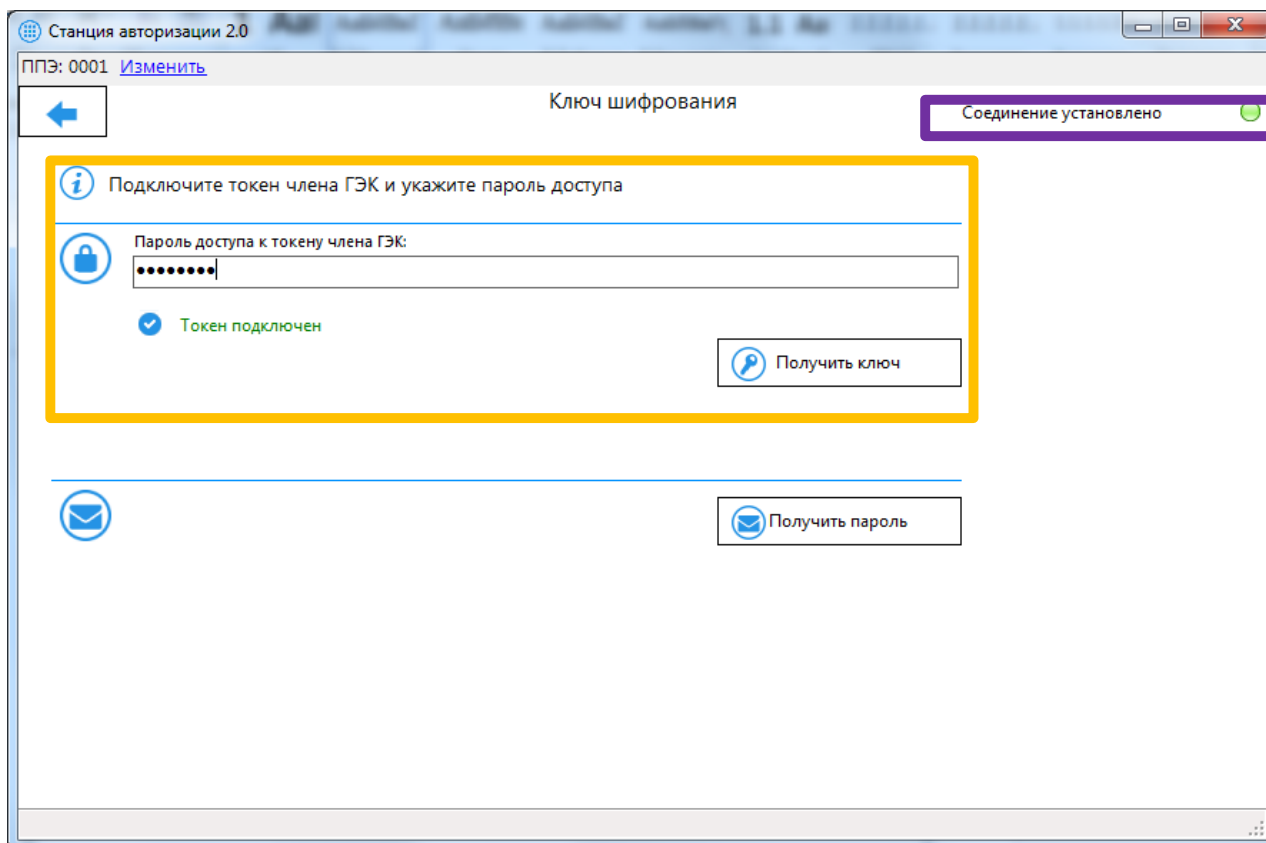 Станция авторизации 2.0
ППЭ: 0001 Изменить
Ключ шифрования
Соединение установлено
Подключите токен члена ГЭК и укажите пароль доступа
Пароль доступа к токену члена ГЭК:
Токен подключен
Получить ключ
Получить пароль